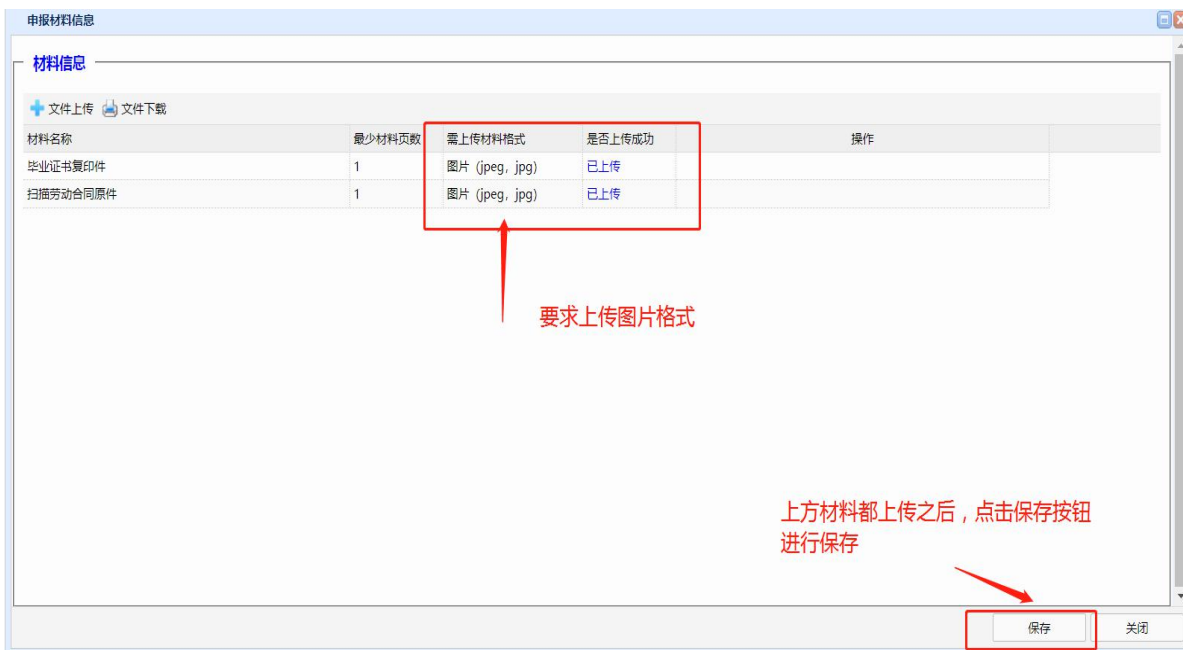 申报材料信息
材料信息
文件上传 文件下载
材料名称 最少材料页数 需上传材料格式 是否上传成功 操作
毕业证书复印件 1 图片 (jpeg, jpg) 已上传
扫描劳动合同原件 1 图片 (jpeg, jpg) 已上传
要求上传图片格式
上方材料都上传之后，点击保存按钮
进行保存
保存 关闭